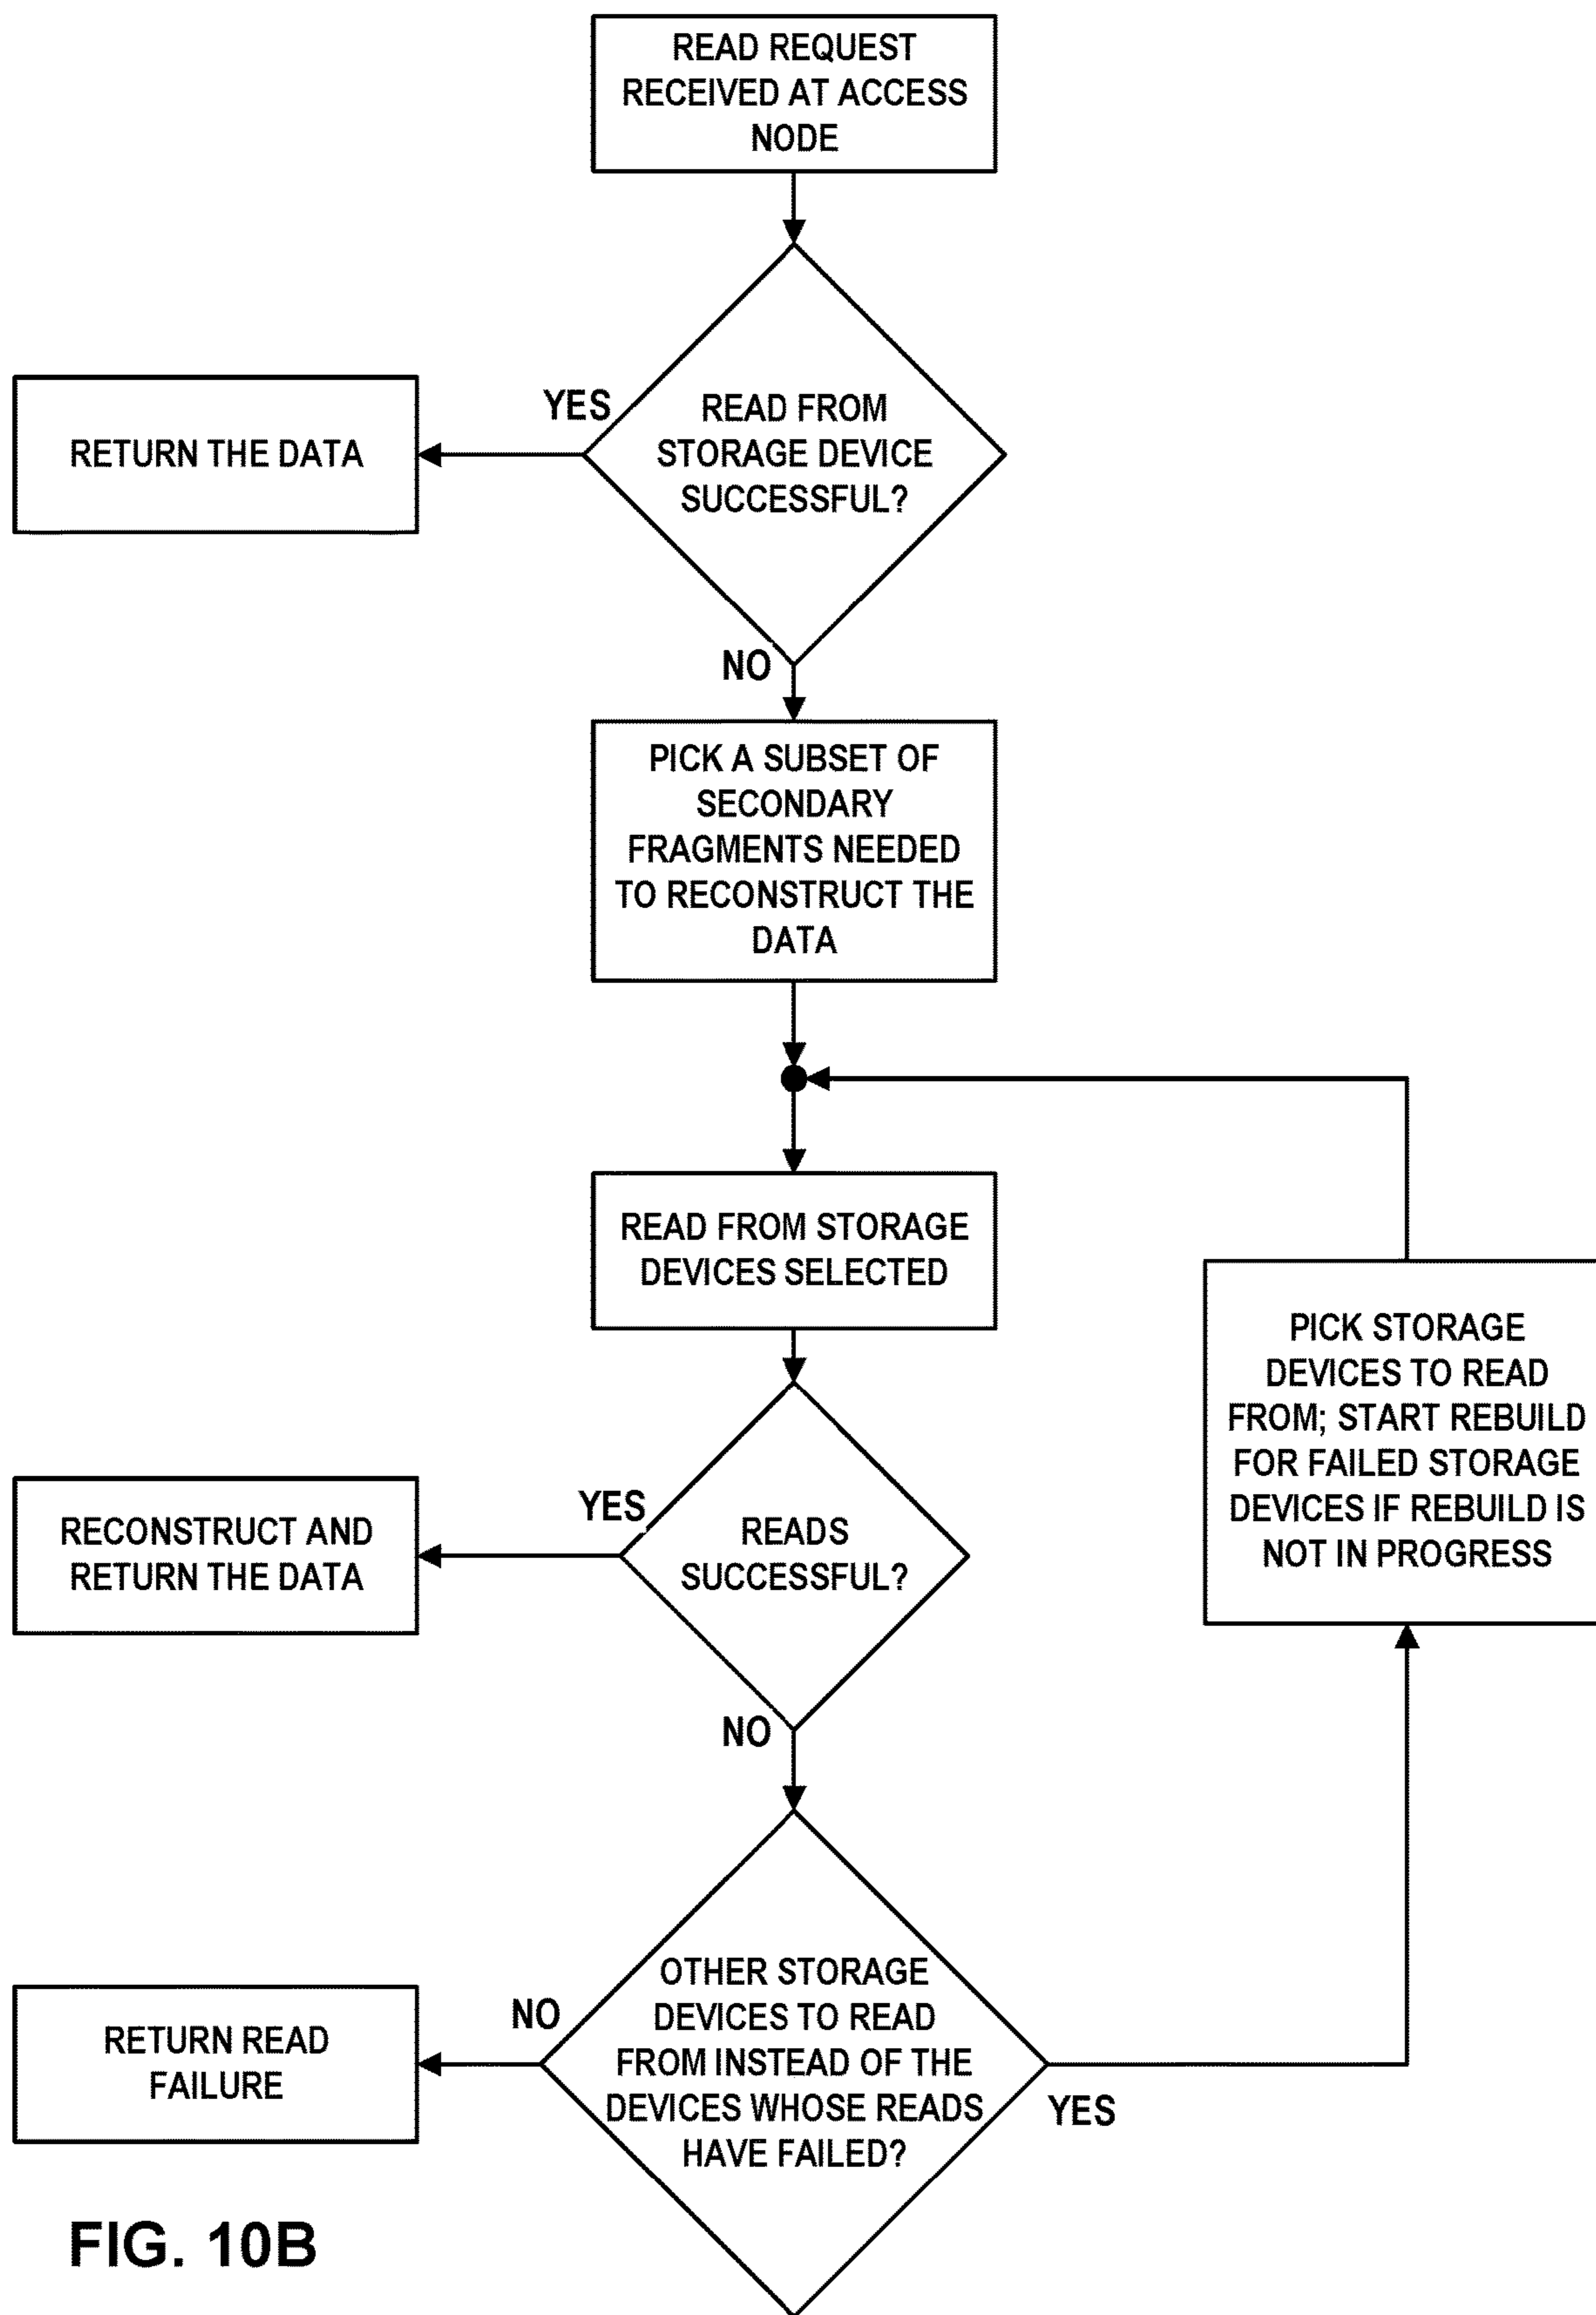 READ REQUEST
RECEIVED AT ACCESS
NODE
YES
READ FROM
STORAGE DEVICE
SUCCESSFUL?
RETURN THE DATA
NO
PICK A SUBSET OF
SECONDARY
FRAGMENTS NEEDED
TO RECONSTRUCT THE
DATA
READ FROM STORAGE
DEVICES SELECTED
PICK STORAGE
DEVICES TO READ
FROM; START REBUILD
FOR FAILED STORAGE
DEVICES IF REBUILD IS
NOT IN PROGRESS
YES
READS
SUCCESSFUL?
RECONSTRUCT AND
RETURN THE DATA
NO
OTHER STORAGE
DEVICES TO READ
FROM INSTEAD OF THE
DEVICES WHOSE READS
HAVE FAILED?
NO
RETURN READ
FAILURE
YES
FIG. 10B